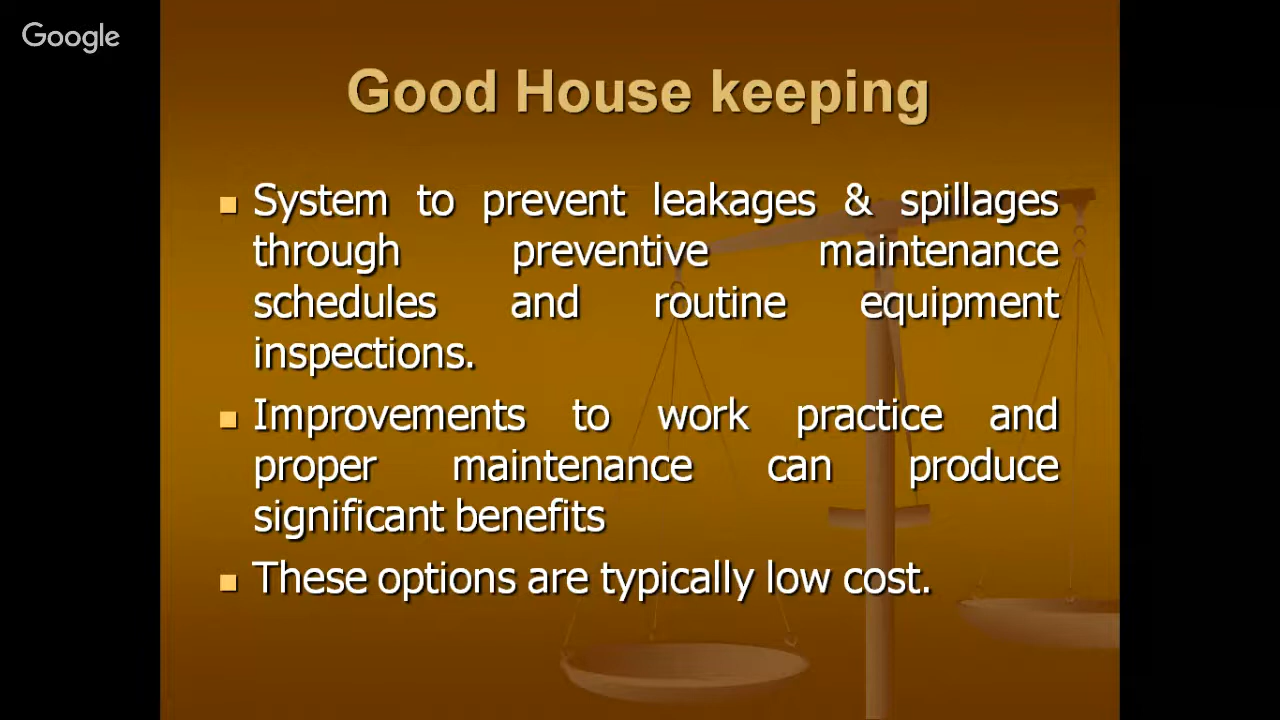 Google
Good House keeping
System to prevent leakages & spillages
through preventive maintenance
schedules and routine equipment
inspections.
Improvements to work practice and
proper maintenance can produce
significant benefits
These options are typically low cost.